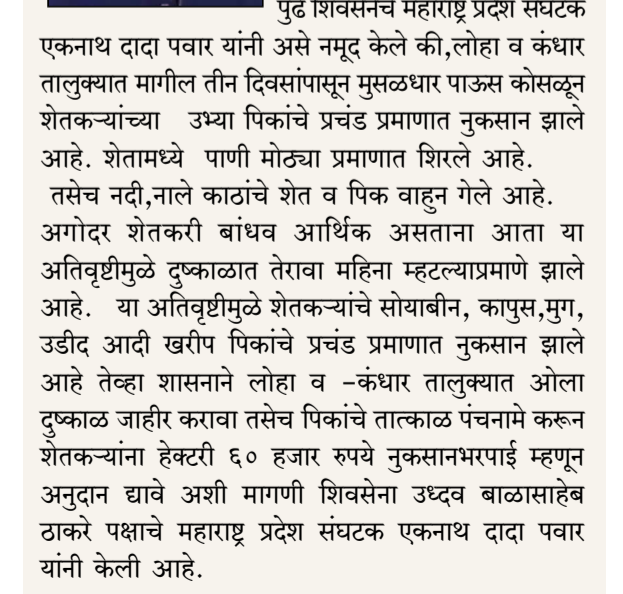 पुढे शिवसेनेचे महाराष्ट्र प्रदेश संघटक
एकनाथ दादा पवार यांनी असे नमूद केले की,लोहा व कंधार
तालुक्यात मागील तीन दिवसांपासून मुसळधार पाऊस कोसळून
शेतकऱ्यांच्या उभ्या पिकांचे प्रचंड प्रमाणात नुकसान झाले
आहे. शेतामध्ये पाणी मोठ्या प्रमाणात शिरले आहे.
तसेच नदी,नाले काठांचे शेत व पिक वाहुन गेले आहे.
अगोदर शेतकरी बांधव आर्थिक असताना आता या
अतिवृष्टीमुळे दुष्काळात तेरावा महिना म्हटल्याप्रमाणे झाले
आहे. या अतिवृष्टीमुळे शेतकऱ्यांचे सोयाबीन, कापुस,मुग,
उडीद आदी खरीप पिकांचे प्रचंड प्रमाणात नुकसान झाले
आहे तेव्हा शासनाने लोहा व –कंधार तालुक्यात ओला
दुष्काळ जाहीर करावा तसेच पिकांचे तात्काळ पंचनामे करून
शेतकऱ्यांना हेक्टरी ६० हजार रुपये नुकसानभरपाई म्हणून
अनुदान द्यावे अशी मागणी शिवसेना उध्दव बाळासाहेब
ठाकरे पक्षाचे महाराष्ट्र प्रदेश संघटक एकनाथ दादा पवार
यांनी केली आहे.